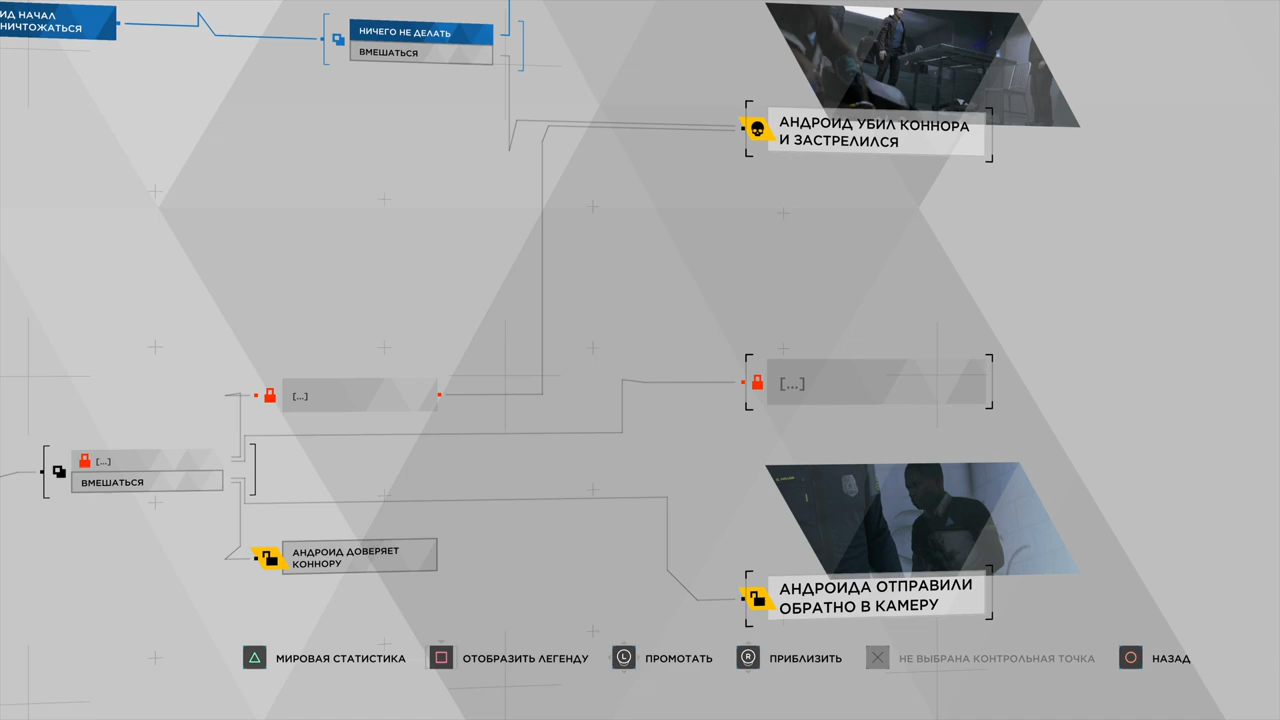 ИД НАЧАЛ
НИЧТОЖАТЬСЯ
НИЧЕГО НЕ ДЕЛАТЬ
ВМЕШАТЬСЯ
АНДРОИД УБИЛ КОННОРА
И ЗАСТРЕЛИЛСЯ
[...]
[...]
[...]
ВМЕШАТЬСЯ
АНДРОИД ДОВЕРЯЕТ
КОННОРУ
АНДРОИДА ОТПРАВИЛИ
ОБРАТНО В КАМЕРУ
МИРОВАЯ СТАТИСТИКА
ОТОБРАЗИТЬ ЛЕГЕНДУ
L
ПРОМОТАТЬ
R
ПРИБЛИЗИТЬ
НЕ ВЫБРАНА КОНТРОЛЬНАЯ ТОЧКА
НАЗАД